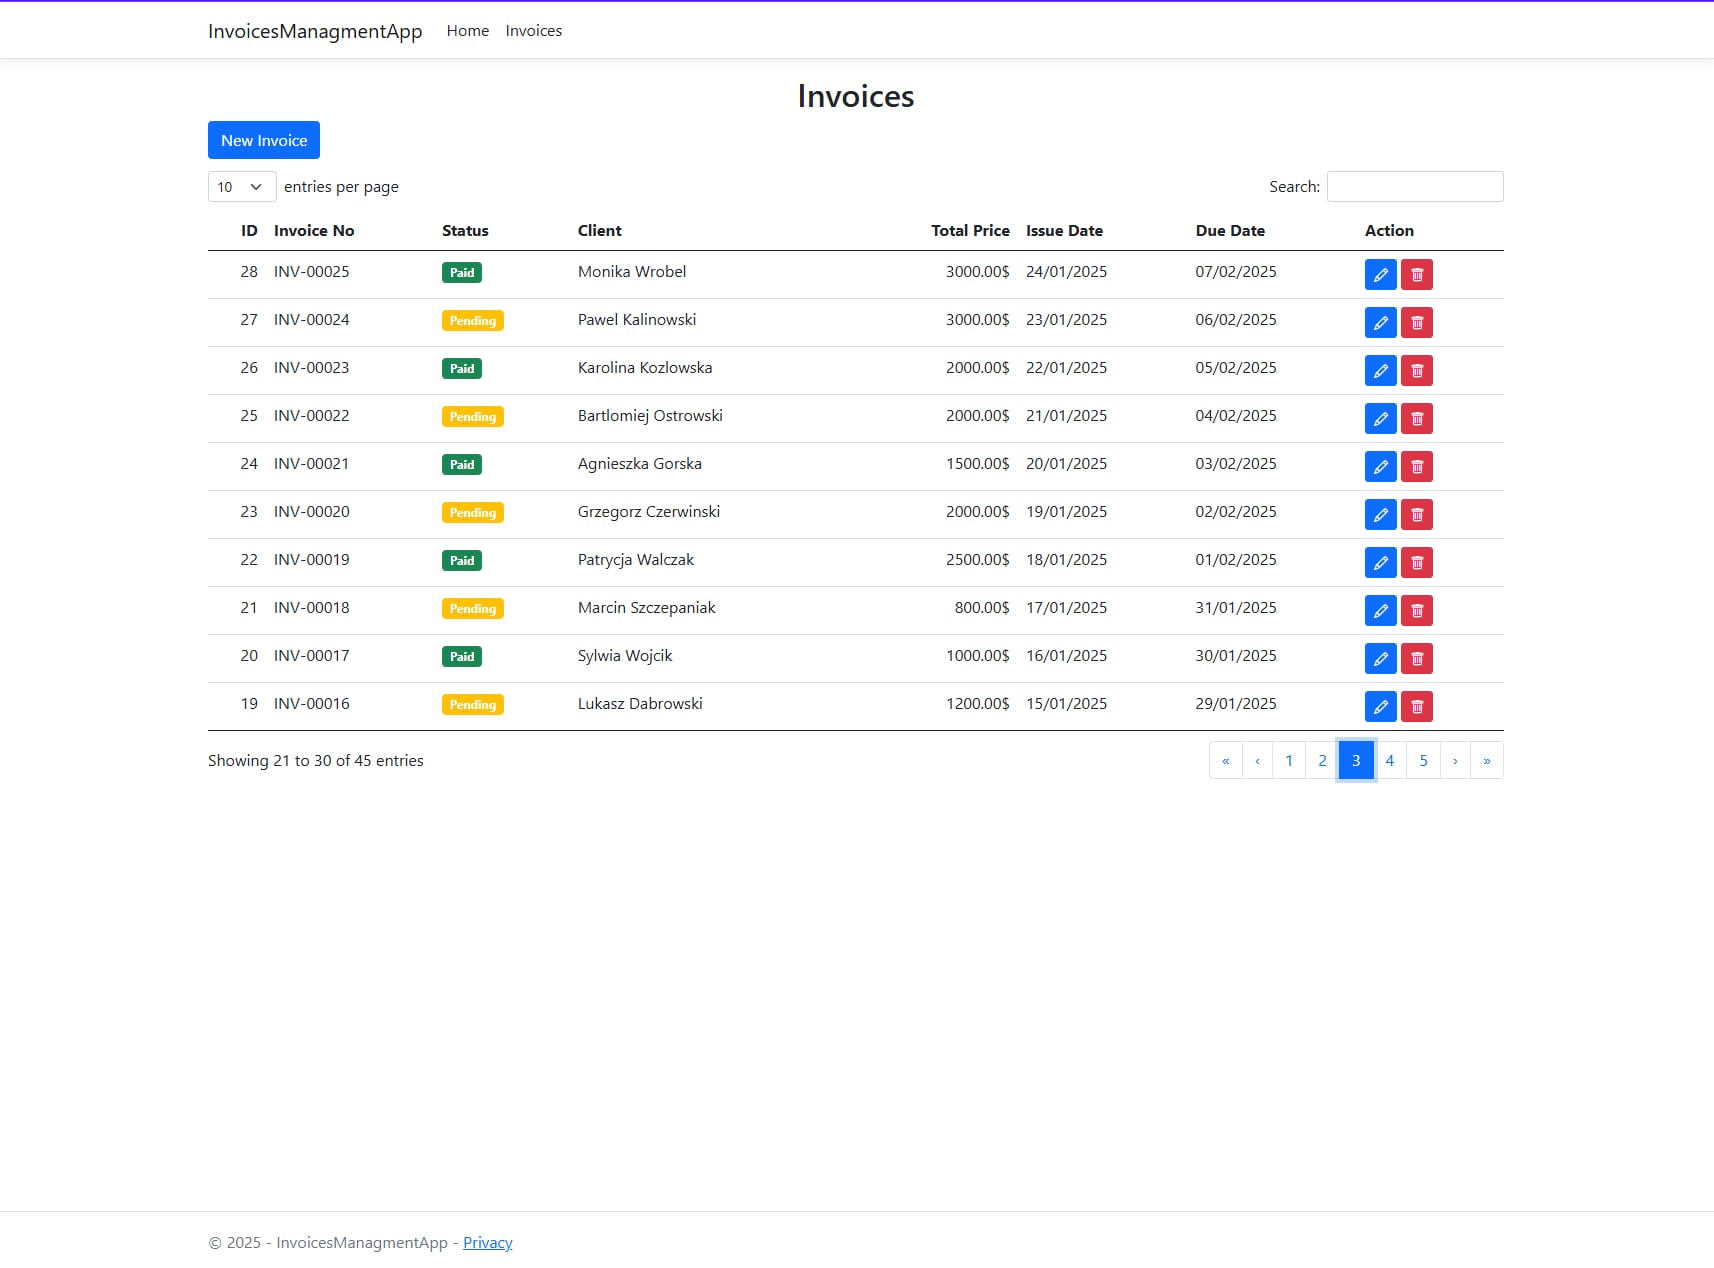 InvoicesManagmentApp Home Invoices
Invoices
New Invoice
10 entries per page Search:
ID Invoice No Status Client Total Price Issue Date Due Date Action
28 INV-00025 Paid Monika Wrobel 3000.00$ 24/01/2025 07/02/2025
27 INV-00024 Pending Pawel Kalinowski 3000.00$ 23/01/2025 06/02/2025
26 INV-00023 Paid Karolina Kozlowska 2000.00$ 22/01/2025 05/02/2025
25 INV-00022 Pending Bartlomiej Ostrowski 2000.00$ 21/01/2025 04/02/2025
24 INV-00021 Paid Agnieszka Gorska 1500.00$ 20/01/2025 03/02/2025
23 INV-00020 Pending Grzegorz Czerwinski 2000.00$ 19/01/2025 02/02/2025
22 INV-00019 Paid Patrycja Walczak 2500.00$ 18/01/2025 01/02/2025
21 INV-00018 Pending Marcin Szczepaniak 800.00$ 17/01/2025 31/01/2025
20 INV-00017 Paid Sylwia Wojcik 1000.00$ 16/01/2025 30/01/2025
19 INV-00016 Pending Lukasz Dabrowski 1200.00$ 15/01/2025 29/01/2025
Showing 21 to 30 of 45 entries « ‹ 1 2 3 4 5 › »
© 2025 - InvoicesManagmentApp - Privacy